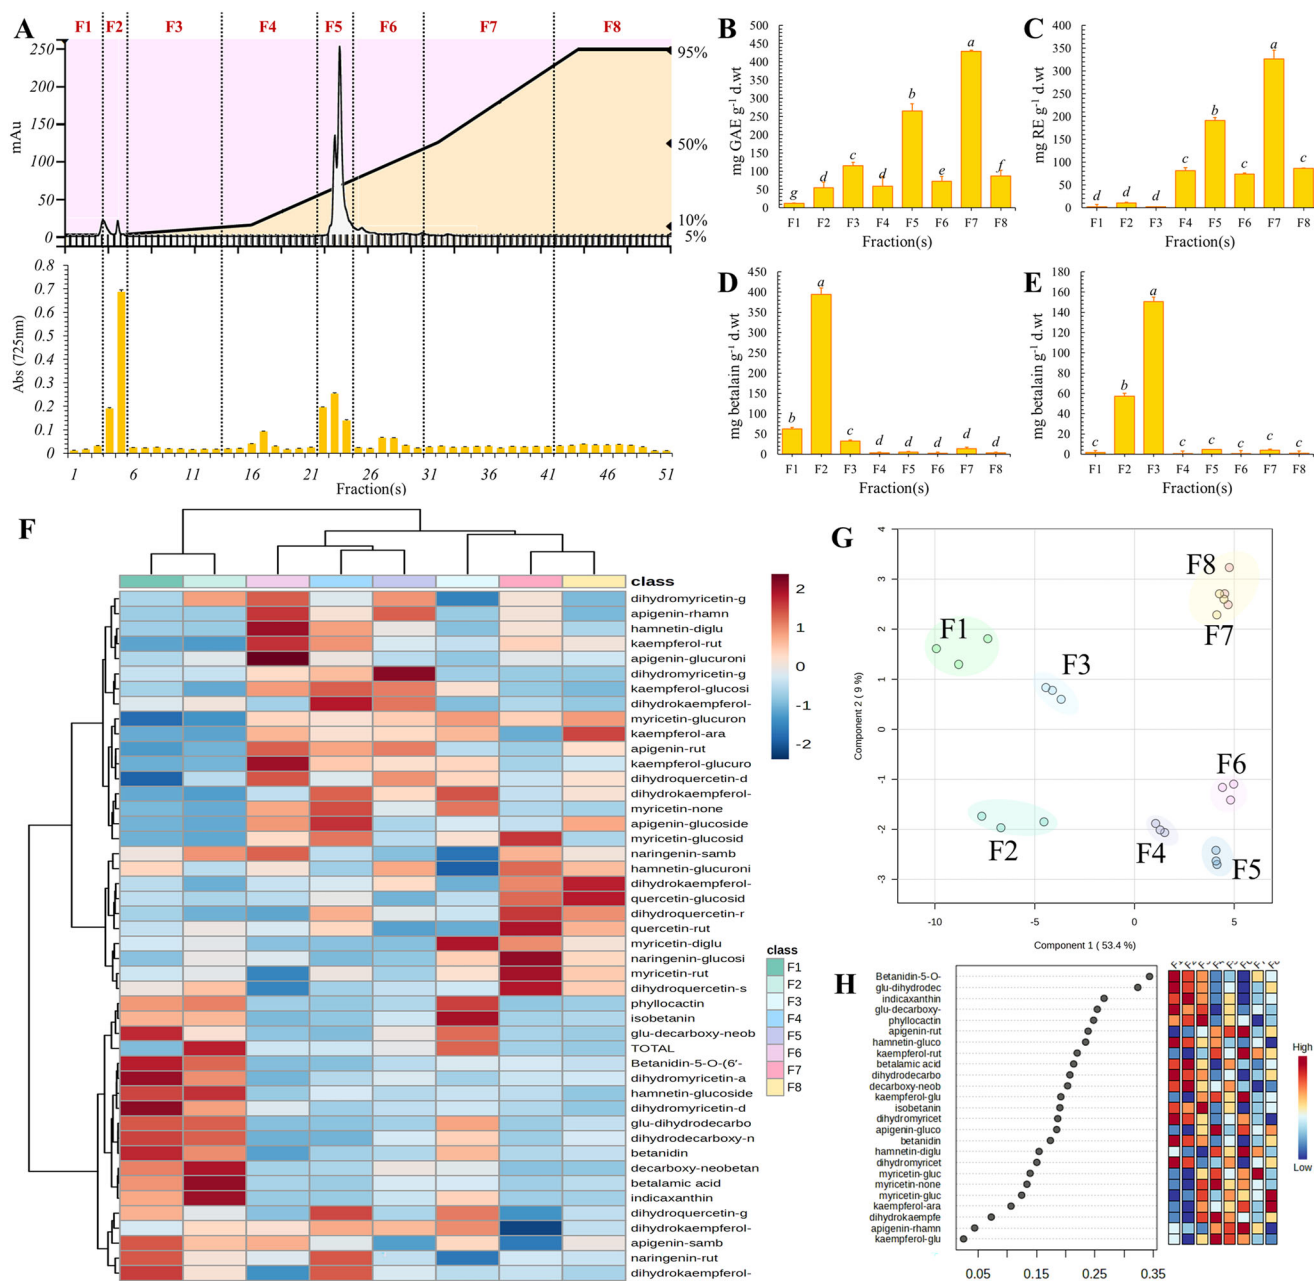 A
F1 F2 F3 F4 F5 F6 F7 F8
250
200
150
100
50
0
mAu
95%
50%
10%
5%
0.8
0.7
0.6
0.5
0.4
0.3
0.2
0.1
0
Abs (725nm)
1 6 11 16 21 26 31 36 41 46 51
Fraction(s)
B
500
450
400
350
300
250
200
150
100
50
0
mg GAE g⁻¹ d.wt
g d c d b e a f
F1 F2 F3 F4 F5 F6 F7 F8
Fraction(s)
C
400
350
300
250
200
150
100
50
0
mg RE g⁻¹ d.wt
d d d c b c a c
F1 F2 F3 F4 F5 F6 F7 F8
Fraction(s)
D
450
400
350
300
250
200
150
100
50
0
mg betalain g⁻¹ d.wt
b a c d d d d d
F1 F2 F3 F4 F5 F6 F7 F8
Fraction(s)
E
180
160
140
120
100
80
60
40
20
0
mg betalain g⁻¹ d.wt
c b a c c c c c
F1 F2 F3 F4 F5 F6 F7 F8
Fraction(s)
F
class
dihydromyricetin-g
apigenin-rhamn
hamnetin-diglu
kaempferol-rut
apigenin-glucuroni
dihydromyricetin-g
kaempferol-glucosi
dihydrokaempferol-
myricetin-glucuron
kaempferol-ara
apigenin-rut
kaempferol-glucuro
dihydroquercetin-d
dihydrokaempferol-
myricetin-none
apigenin-glucoside
myricetin-glucosid
naringenin-samb
hamnetin-glucuroni
dihydrokaempferol-
quercetin-glucosid
dihydroquercetin-r
quercetin-rut
myricetin-diglu
naringenin-glucosi
myricetin-rut
dihydroquercetin-s
phyllocactin
isobetanin
glu-decarboxy-neob
TOTAL
Betanidin-5-O-(6'-
dihydromyricetin-a
hamnetin-glucoside
dihydromyricetin-d
glu-dihydrodecarbo
dihydrodecarboxy-n
betanidin
decarboxy-neobetan
betalamic acid
indicaxanthin
dihydroquercetin-g
dihydrokaempferol-
apigenin-samb
naringenin-rut
dihydrokaempferol-
2
1
0
-1
-2
class
F1
F2
F3
F4
F5
F6
F7
F8
G
4
3
2
1
0
-1
-2
-3
Component 2 ( 9 %)
F1
F2
F3
F4
F5
F6
F7
F8
-10 -5 0 5
Component 1 ( 53.4 %)
H
Betanidin-5-O-
glu-dihydrodec
indicaxanthin
glu-decarboxy-
phyllocactin
apigenin-rut
hamnetin-gluco
kaempferol-rut
betalamic acid
dihydrodecarbo
decarboxy-neob
kaempferol-glu
isobetanin
dihydromyricet
apigenin-gluco
betanidin
hamnetin-diglu
dihydromyricet
myricetin-gluc
myricetin-none
myricetin-gluc
kaempferol-ara
dihydrokaempfe
apigenin-rhamn
kaempferol-glu
0.05 0.15 0.25 0.35
High
Low